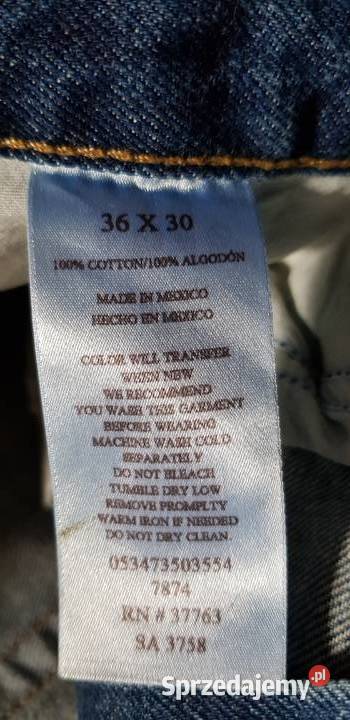 36 X 30
100% COTTON/100% ALGODÓN
MADE IN MEXICO
HECHO EN MEXICO
COLOR WILL TRANSFER
WHEN NEW
WE RECOMMEND
YOU WASH THIS GARMENT
BEFORE WEARING
MACHINE WASH COLD
SEPARATELY
DO NOT BLEACH
TUMBLE DRY LOW
REMOVE PROMPTLY
WARM IRON IF NEEDED
DO NOT DRY CLEAN.
053473503554
7874
RN # 37763
SA 3758
Sprzedajemy.pl